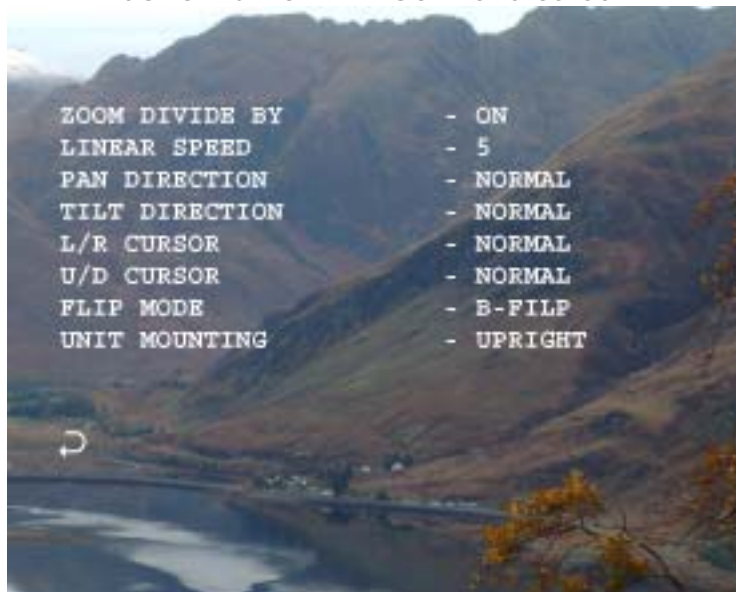 ZOOM DIVIDE BY - ON
LINEAR SPEED - 5
PAN DIRECTION - NORMAL
TILT DIRECTION - NORMAL
L/R CURSOR - NORMAL
U/D CURSOR - NORMAL
FLIP MODE - B-FILP
UNIT MOUNTING - UPRIGHT